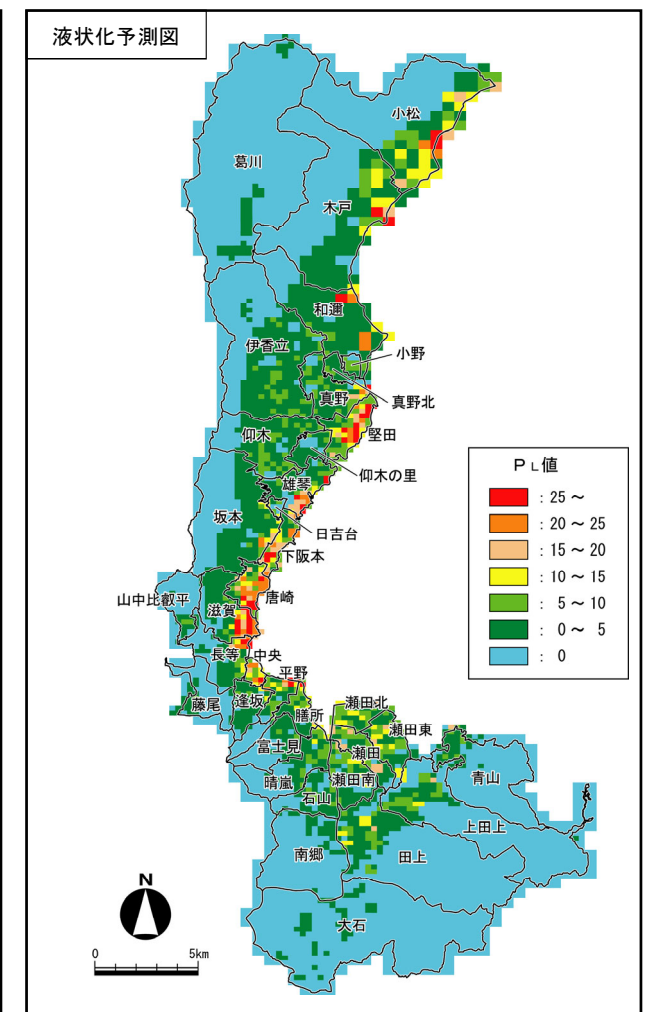 液状化予測図
小松
葛川
木戸
和邇
伊香立
小野
真野北
真野
堅田
仰木
仰木の里
雄琴
坂本
日吉台
下阪本
山中比叡平
唐崎
滋賀
長等
中央
平野
藤尾
逢坂
膳所
瀬田北
瀬田東
富士見
瀬田
晴嵐
瀬田南
青山
石山
上田上
南郷
田上
大石
PL値
: 25～
: 20～25
: 15～20
: 10～15
: 5～10
: 0～ 5
: 0
N
0 5km